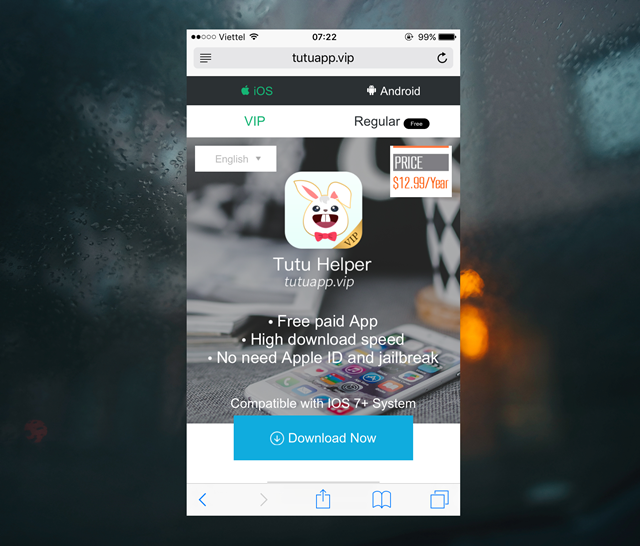 Viettel 07:22 99%
tutuapp.vip
iOS Android
VIP Regular Free
English PRICE
$12.99/Year
VIP
Tutu Helper
tutuapp.vip
• Free paid App
• High download speed
• No need Apple ID and jailbreak
Compatible with IOS 7+ System
Download Now